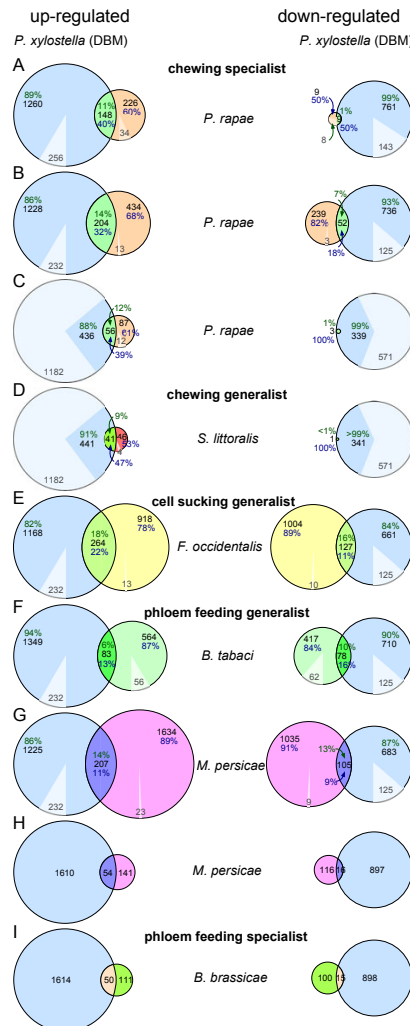 up-regulated down-regulated
P. xylostella (DBM) P. xylostella (DBM)
A chewing specialist
89% 1260 11% 148 40% 226 60% 34 256
P. rapae
9 50% 1% 50% 8 99% 761 143
B
86% 1228 14% 204 32% 434 68% 13 232
P. rapae
239 82% 3 7% 52 18% 93% 736 125
C
88% 436 12% 56 39% 87 61% 12 1182
P. rapae
1% 3 100% 99% 339 571
D chewing generalist
91% 441 9% 41 47% 46 53% 4 1182
S. littoralis
<1% 1 100% >99% 341 571
E cell sucking generalist
82% 1168 18% 264 22% 918 78% 13 232
F. occidentalis
1004 89% 10 16% 127 11% 84% 661 125
F phloem feeding generalist
94% 1349 6% 83 13% 564 87% 56 232
B. tabaci
417 84% 62 10% 78 16% 90% 710 125
G
86% 1225 14% 207 11% 1634 89% 23 232
M. persicae
1035 91% 9 13% 105 9% 87% 683 125
H
1610 54 141
M. persicae
116 16 897
I phloem feeding specialist
1614 50 111
B. brassicae
100 15 898